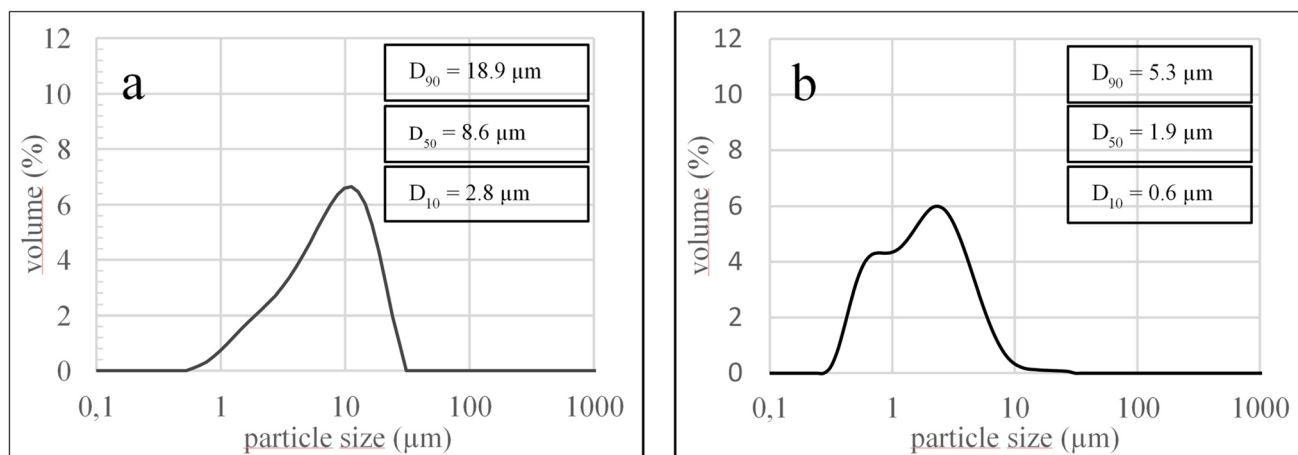 a
D90 = 18.9 µm
D50 = 8.6 µm
D10 = 2.8 µm
volume (%)
12
10
8
6
4
2
0
0,1 1 10 100 1000
particle size (µm)
b
D90 = 5.3 µm
D50 = 1.9 µm
D10 = 0.6 µm
volume (%)
12
10
8
6
4
2
0
0,1 1 10 100 1000
particle size (µm)